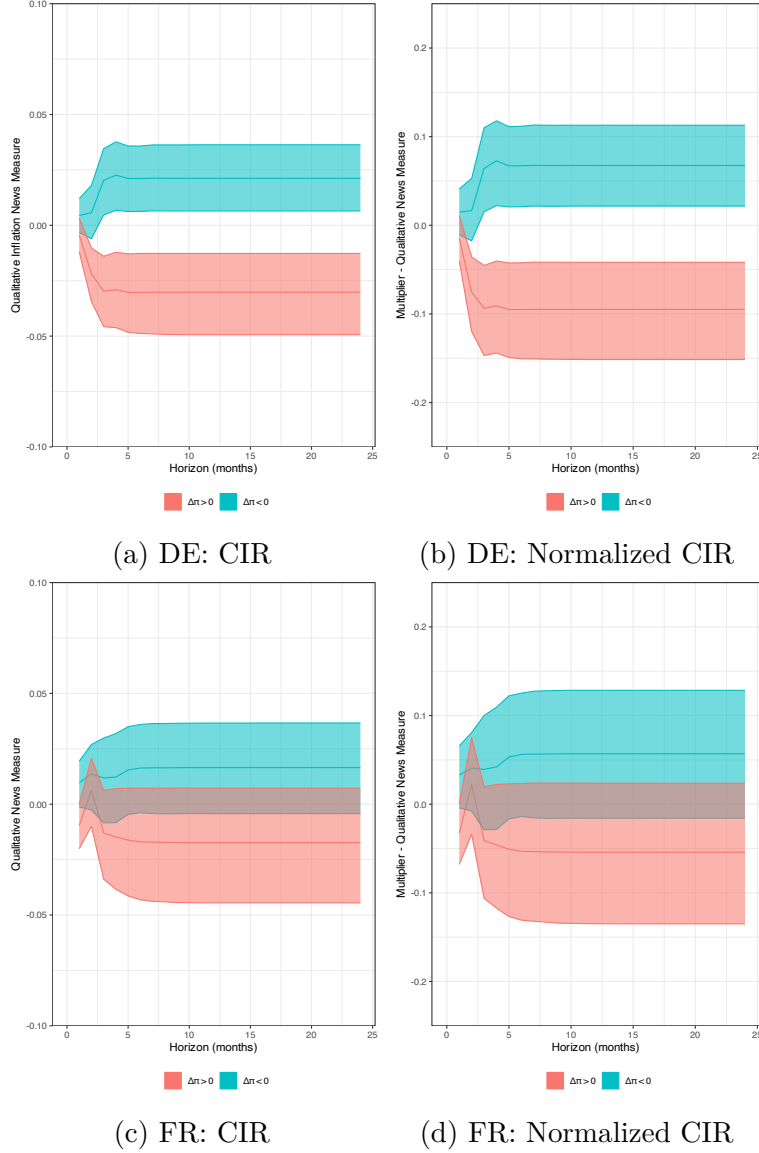 0.10
0.05
0.00
-0.05
-0.10
Qualitative Inflation News Measure
0 5 10 15 20 25
Horizon (months)
Δπ>0 Δπ<0
(a) DE: CIR
0.2
0.1
0.0
-0.1
-0.2
Multiplier - Qualitative News Measure
0 5 10 15 20 25
Horizon (months)
Δπ>0 Δπ<0
(b) DE: Normalized CIR
0.10
0.05
0.00
-0.05
-0.10
Qualitative News Measure
0 5 10 15 20 25
Horizon (months)
Δπ>0 Δπ<0
(c) FR: CIR
0.2
0.1
0.0
-0.1
-0.2
Multiplier - Qualitative News Measure
0 5 10 15 20 25
Horizon (months)
Δπ>0 Δπ<0
(d) FR: Normalized CIR